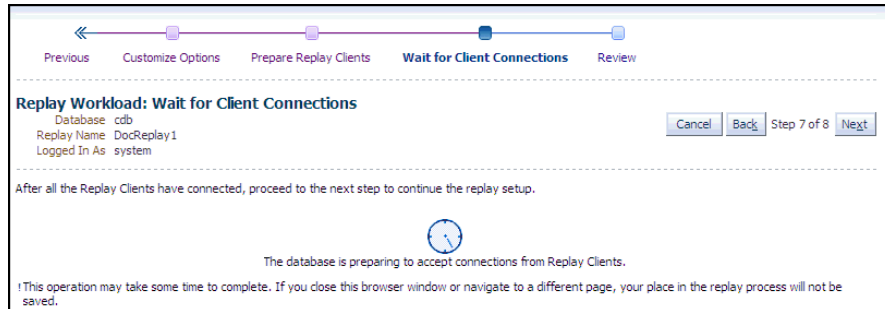 Previous Customize Options Prepare Replay Clients Wait for Client Connections Review
Replay Workload: Wait for Client Connections
Database cdb
Replay Name DocReplay1
Logged In As system
Cancel Back Step 7 of 8 Next
After all the Replay Clients have connected, proceed to the next step to continue the replay setup.
The database is preparing to accept connections from Replay Clients.
! This operation may take some time to complete. If you close this browser window or navigate to a different page, your place in the replay process will not be
saved.